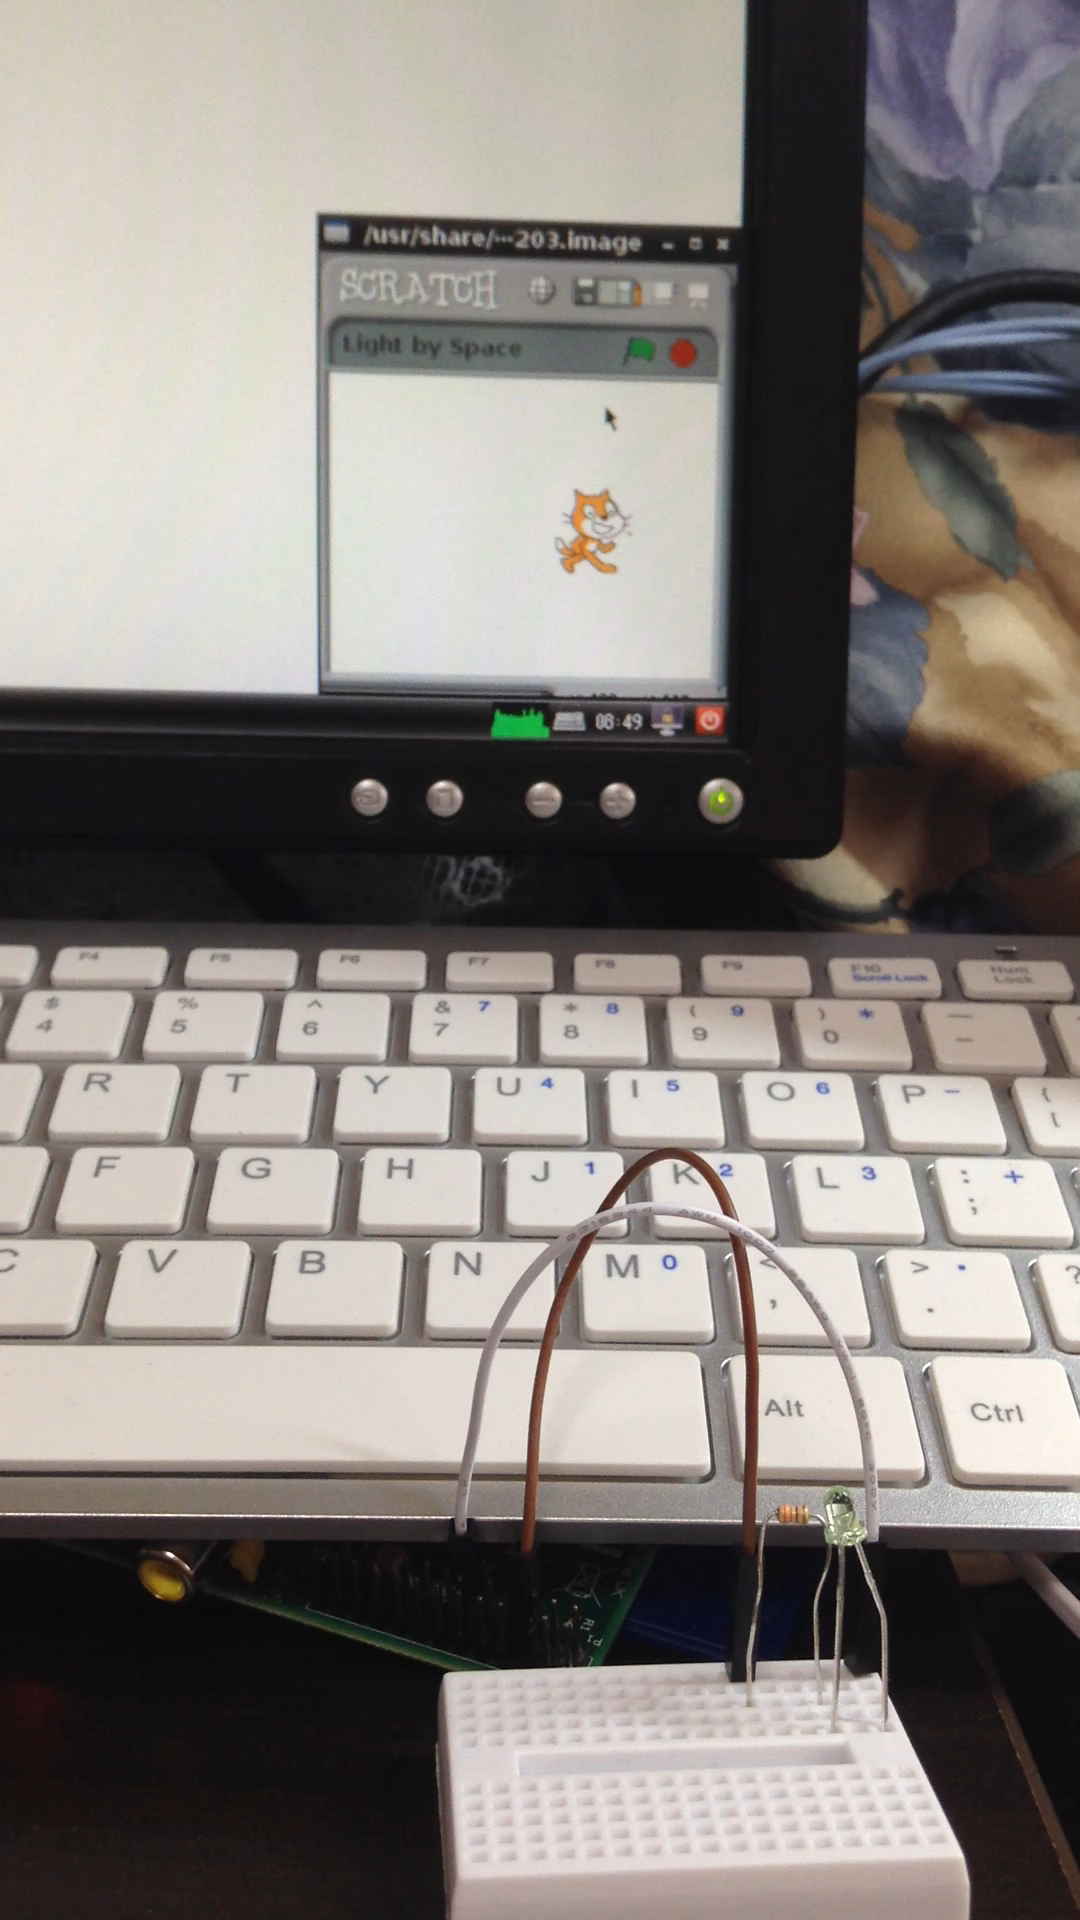 /usr/share/···203.image
SCRATCH
Light by Space
08:49
F4 F5 F6 F7 F8 F9 F10 Scroll Lock Num Lock
$ 4 % 5 ^ 6 & 7 7 * 8 8 ( 9 9 ) 0 * — -
R T Y U 4 I 5 O 6 P - { [
F G H J 1 K 2 L 3 : ; +
C V B N M 0 < , > . . ?
Alt Ctrl
P1